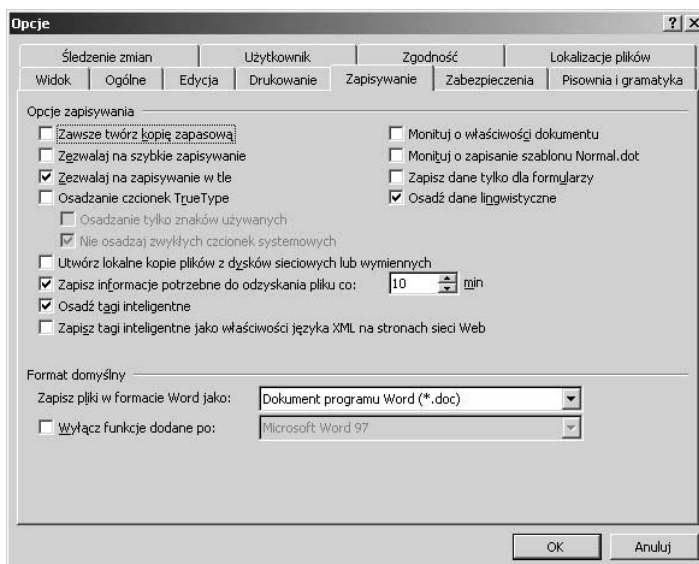 Opcje
Śledzenie zmian Użytkownik Zgodność Lokalizacje plików
Widok Ogólne Edycja Drukowanie Zapisywanie Zabezpieczenia Pisownia i gramatyka
Opcje zapisywania
Zawsze twórz kopię zapasową
Zezwalaj na szybkie zapisywanie
Zezwalaj na zapisywanie w tle
Osadzanie czcionek TrueType
Osadzanie tylko znaków używanych
Nie osadzaj zwykłych czcionek systemowych
Monituj o właściwości dokumentu
Monituj o zapisanie szablonu Normal.dot
Zapisz dane tylko dla formularzy
Osadź dane lingwistyczne
Utwórz lokalne kopie plików z dysków sieciowych lub wymiennych
Zapisz informacje potrzebne do odzyskania pliku co: 10 min
Osadź tagi inteligentne
Zapisz tagi inteligentne jako właściwości języka XML na stronach sieci Web
Format domyślny
Zapisz pliki w formacie Word jako: Dokument programu Word (*.doc)
Wyłącz funkcje dodane po: Microsoft Word 97
OK Anuluj